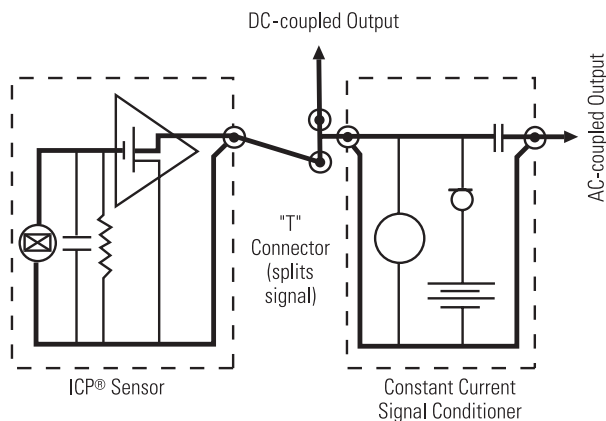 DC-coupled Output
AC-coupled Output
"T"
Connector
(splits
signal)
ICP® Sensor
Constant Current
Signal Conditioner